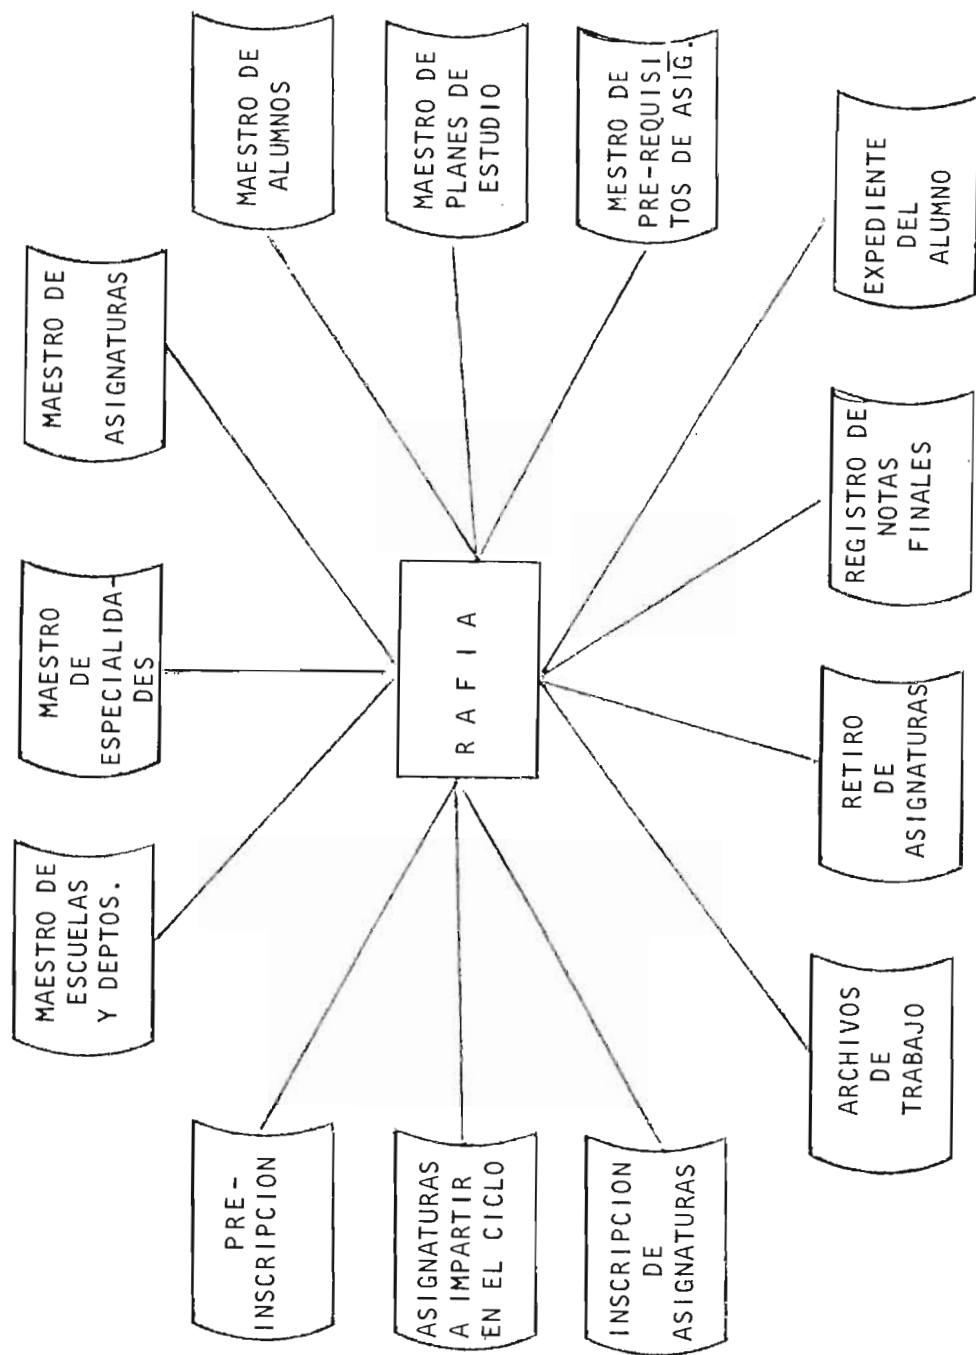 MAESTRO DE
ESCUELAS
Y DEPTOS.
MAESTRO
DE
ESPECIALIDA-
DES
MAESTRO DE
ASIGNATURAS
PRE-
INSCRIPCION
ASIGNATURAS
A IMPARTIR
EN EL CICLO
INSCRIPCION
DE
ASIGNATURAS
RAFIA
MAESTRO DE
ALUMNOS
MAESTRO DE
PLANES DE
ESTUDIO
MESTRO DE
PRE-REQUISI
TOS DE ASIG.
ARCHIVOS
DE
TRABAJO
RETIRO
DE
ASIGNATURAS
REGISTRO DE
NOTAS
FINALES
EXPEDIENTE
DEL
ALUMNO